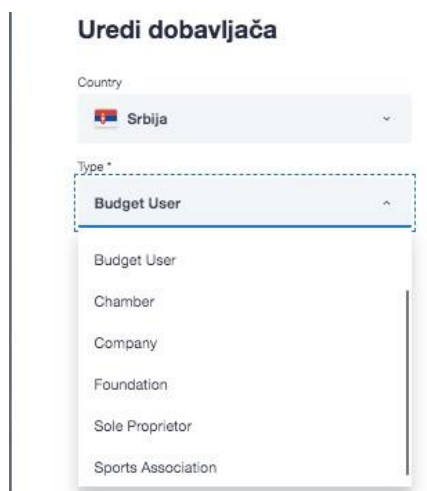 Uredi dobavljača
Country
Srbija
Type *
Budget User
Budget User
Chamber
Company
Foundation
Sole Proprietor
Sports Association